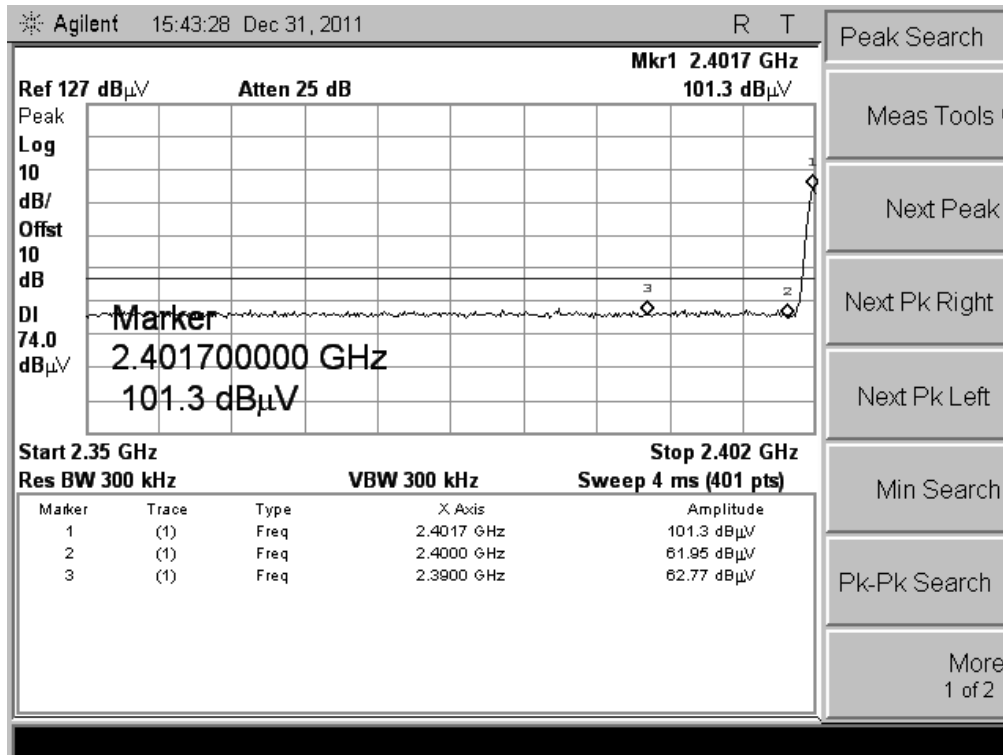 Agilent 15:43:28 Dec 31, 2011 R T
Mkr1 2.4017 GHz
Ref 127 dBµV Atten 25 dB 101.3 dBµV
Peak
Log
10
dB/
Offst
10
dB
DI
74.0
dBµV
1
3
2
Marker
2.401700000 GHz
101.3 dBµV
Start 2.35 GHz Stop 2.402 GHz
Res BW 300 kHz VBW 300 kHz Sweep 4 ms (401 pts)
Marker Trace Type X Axis Amplitude
1 (1) Freq 2.4017 GHz 101.3 dBµV
2 (1) Freq 2.4000 GHz 61.95 dBµV
3 (1) Freq 2.3900 GHz 62.77 dBµV
Peak Search
Meas Tools
Next Peak
Next Pk Right
Next Pk Left
Min Search
Pk-Pk Search
More
1 of 2